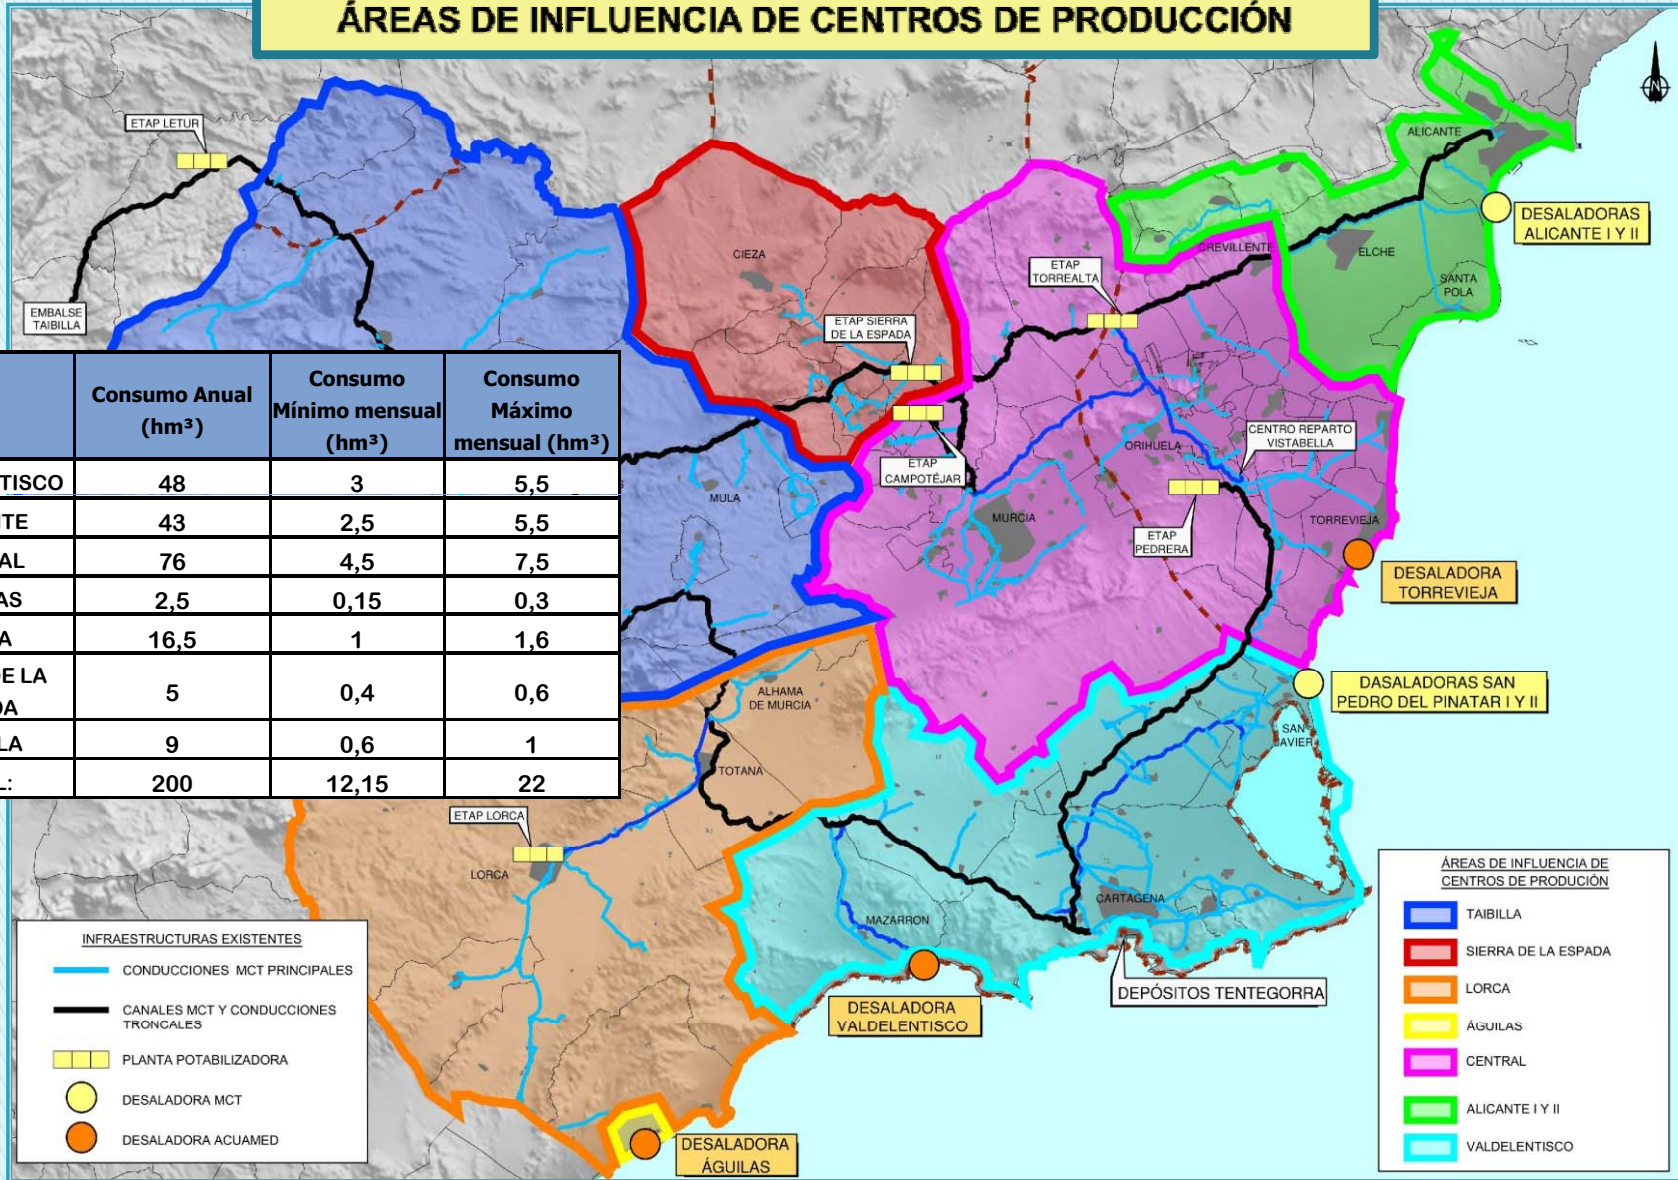 ÁREAS DE INFLUENCIA DE CENTROS DE PRODUCCIÓN
ETAP LETUR
EMBALSE
TAIBILLA
CIEZA
ETAP SIERRA
DE LA ESPADA
ETAP
TORREALTA
CREVILLENTE
ALICANTE
ELCHE
SANTA
POLA
DESALADORAS
ALICANTE I Y II
Consumo Anual
(hm³)
Consumo
Mínimo mensual
(hm³)
Consumo
Máximo
mensual (hm³)
TISCO 48 3 5,5
NTE 43 2,5 5,5
AL 76 4,5 7,5
AS 2,5 0,15 0,3
A 16,5 1 1,6
DE LA
DA 5 0,4 0,6
LA 9 0,6 1
L: 200 12,15 22
MULA
ETAP
CAMPOTÉJAR
MURCIA
ORIHUELA
CENTRO REPARTO
VISTABELLA
ETAP
PEDRERA
TORREVIEJA
DESALADORA
TORREVIEJA
DASALADORAS SAN
PEDRO DEL PINATAR I Y II
SAN
JAVIER
ALHAMA
DE MURCIA
TOTANA
ETAP LORCA
LORCA
MAZARRON
CARTAGENA
DEPÓSITOS TENTEGORRA
DESALADORA
VALDELENTISCO
DESALADORA
ÁGUILAS
INFRAESTRUCTURAS EXISTENTES
CONDUCCIONES MCT PRINCIPALES
CANALES MCT Y CONDUCCIONES
TRONCALES
PLANTA POTABILIZADORA
DESALADORA MCT
DESALADORA ACUAMED
ÁREAS DE INFLUENCIA DE
CENTROS DE PRODUCIÓN
TAIBILLA
SIERRA DE LA ESPADA
LORCA
ÁGUILAS
CENTRAL
ALICANTE I Y II
VALDELENTISCO